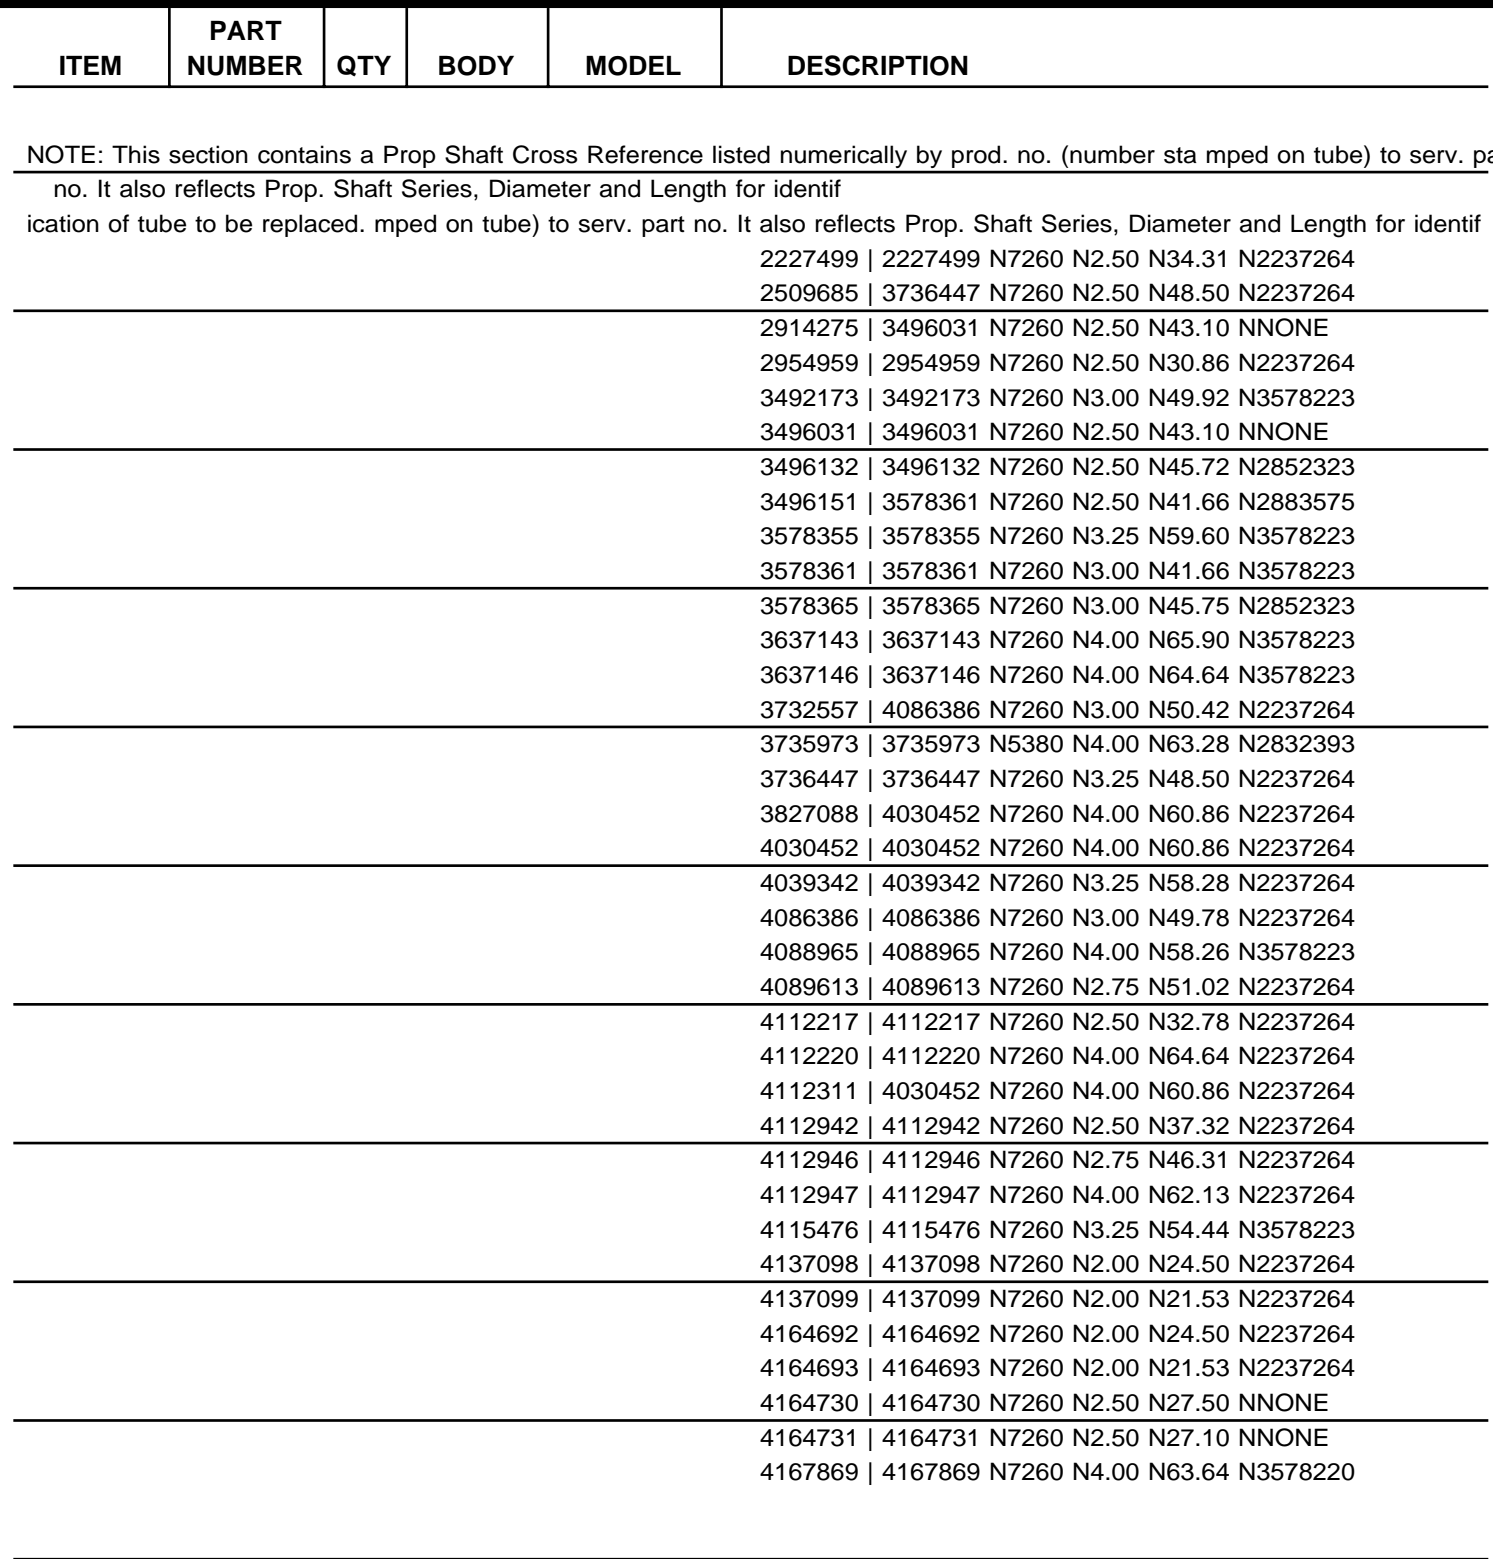 PART
ITEM NUMBER QTY BODY MODEL DESCRIPTION
NOTE: This section contains a Prop Shaft Cross Reference listed numerically by prod. no. (number sta mped on tube) to serv. pa
no. It also reflects Prop. Shaft Series, Diameter and Length for identif
ication of tube to be replaced. mped on tube) to serv. part no. It also reflects Prop. Shaft Series, Diameter and Length for identif
2227499 | 2227499 N7260 N2.50 N34.31 N2237264
2509685 | 3736447 N7260 N2.50 N48.50 N2237264
2914275 | 3496031 N7260 N2.50 N43.10 NNONE
2954959 | 2954959 N7260 N2.50 N30.86 N2237264
3492173 | 3492173 N7260 N3.00 N49.92 N3578223
3496031 | 3496031 N7260 N2.50 N43.10 NNONE
3496132 | 3496132 N7260 N2.50 N45.72 N2852323
3496151 | 3578361 N7260 N2.50 N41.66 N2883575
3578355 | 3578355 N7260 N3.25 N59.60 N3578223
3578361 | 3578361 N7260 N3.00 N41.66 N3578223
3578365 | 3578365 N7260 N3.00 N45.75 N2852323
3637143 | 3637143 N7260 N4.00 N65.90 N3578223
3637146 | 3637146 N7260 N4.00 N64.64 N3578223
3732557 | 4086386 N7260 N3.00 N50.42 N2237264
3735973 | 3735973 N5380 N4.00 N63.28 N2832393
3736447 | 3736447 N7260 N3.25 N48.50 N2237264
3827088 | 4030452 N7260 N4.00 N60.86 N2237264
4030452 | 4030452 N7260 N4.00 N60.86 N2237264
4039342 | 4039342 N7260 N3.25 N58.28 N2237264
4086386 | 4086386 N7260 N3.00 N49.78 N2237264
4088965 | 4088965 N7260 N4.00 N58.26 N3578223
4089613 | 4089613 N7260 N2.75 N51.02 N2237264
4112217 | 4112217 N7260 N2.50 N32.78 N2237264
4112220 | 4112220 N7260 N4.00 N64.64 N2237264
4112311 | 4030452 N7260 N4.00 N60.86 N2237264
4112942 | 4112942 N7260 N2.50 N37.32 N2237264
4112946 | 4112946 N7260 N2.75 N46.31 N2237264
4112947 | 4112947 N7260 N4.00 N62.13 N2237264
4115476 | 4115476 N7260 N3.25 N54.44 N3578223
4137098 | 4137098 N7260 N2.00 N24.50 N2237264
4137099 | 4137099 N7260 N2.00 N21.53 N2237264
4164692 | 4164692 N7260 N2.00 N24.50 N2237264
4164693 | 4164693 N7260 N2.00 N21.53 N2237264
4164730 | 4164730 N7260 N2.50 N27.50 NNONE
4164731 | 4164731 N7260 N2.50 N27.10 NNONE
4167869 | 4167869 N7260 N4.00 N63.64 N3578220